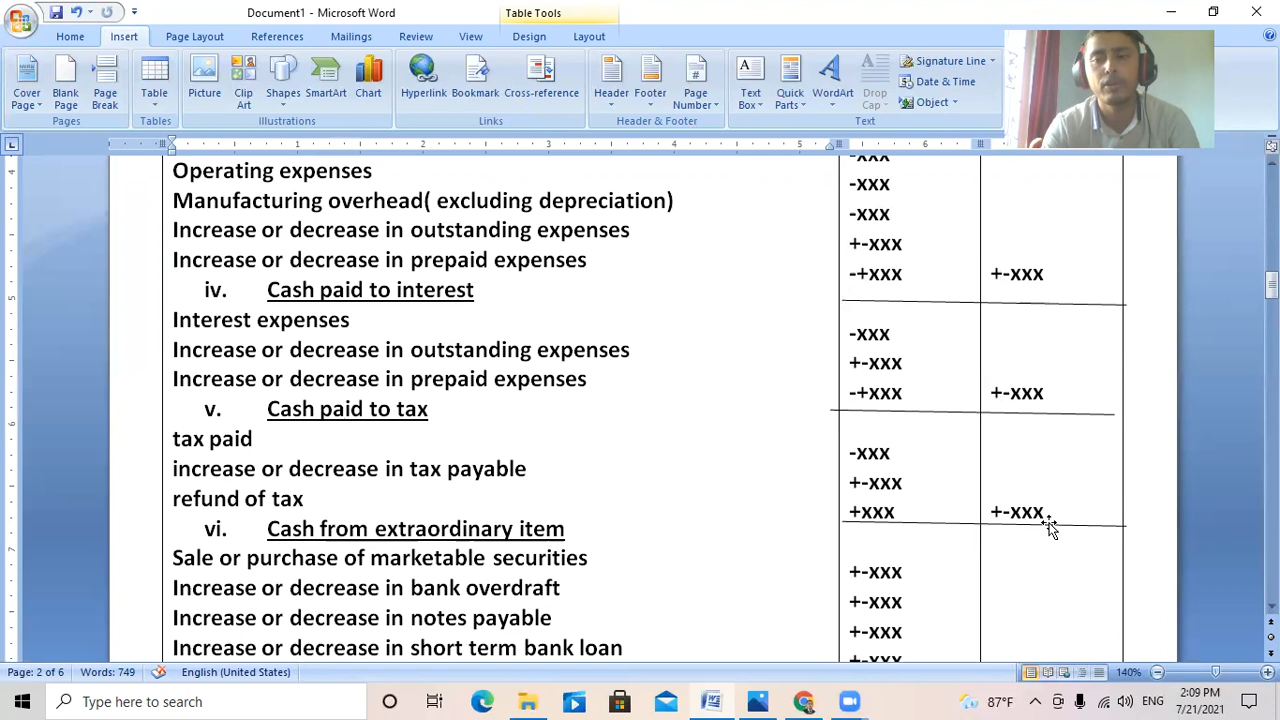 Document1 - Microsoft Word
Table Tools
Home Insert Page Layout References Mailings Review View Design Layout
Cover Page Blank Page Page Break Table Picture Clip Art Shapes SmartArt Chart Hyperlink Bookmark Cross-reference Header Footer Page Number Text Box Quick Parts WordArt Drop Cap Signature Line Date & Time Object
Pages Tables Illustrations Links Header & Footer Text
1 2 3 4 5 6
Operating expenses -xxx
-xxx
Manufacturing overhead( excluding depreciation) -xxx
Increase or decrease in outstanding expenses +-xxx
Increase or decrease in prepaid expenses -+xxx +-xxx
iv. Cash paid to interest
Interest expenses -xxx
Increase or decrease in outstanding expenses +-xxx
Increase or decrease in prepaid expenses -+xxx +-xxx
v. Cash paid to tax
tax paid -xxx
increase or decrease in tax payable +-xxx
refund of tax +xxx +-xxx
vi. Cash from extraordinary item
Sale or purchase of marketable securities +-xxx
Increase or decrease in bank overdraft +-xxx
Increase or decrease in notes payable +-xxx
Increase or decrease in short term bank loan +-xxx
Page: 2 of 6 Words: 749 English (United States) 140%
Type here to search 87°F ENG 2:09 PM
7/21/2021